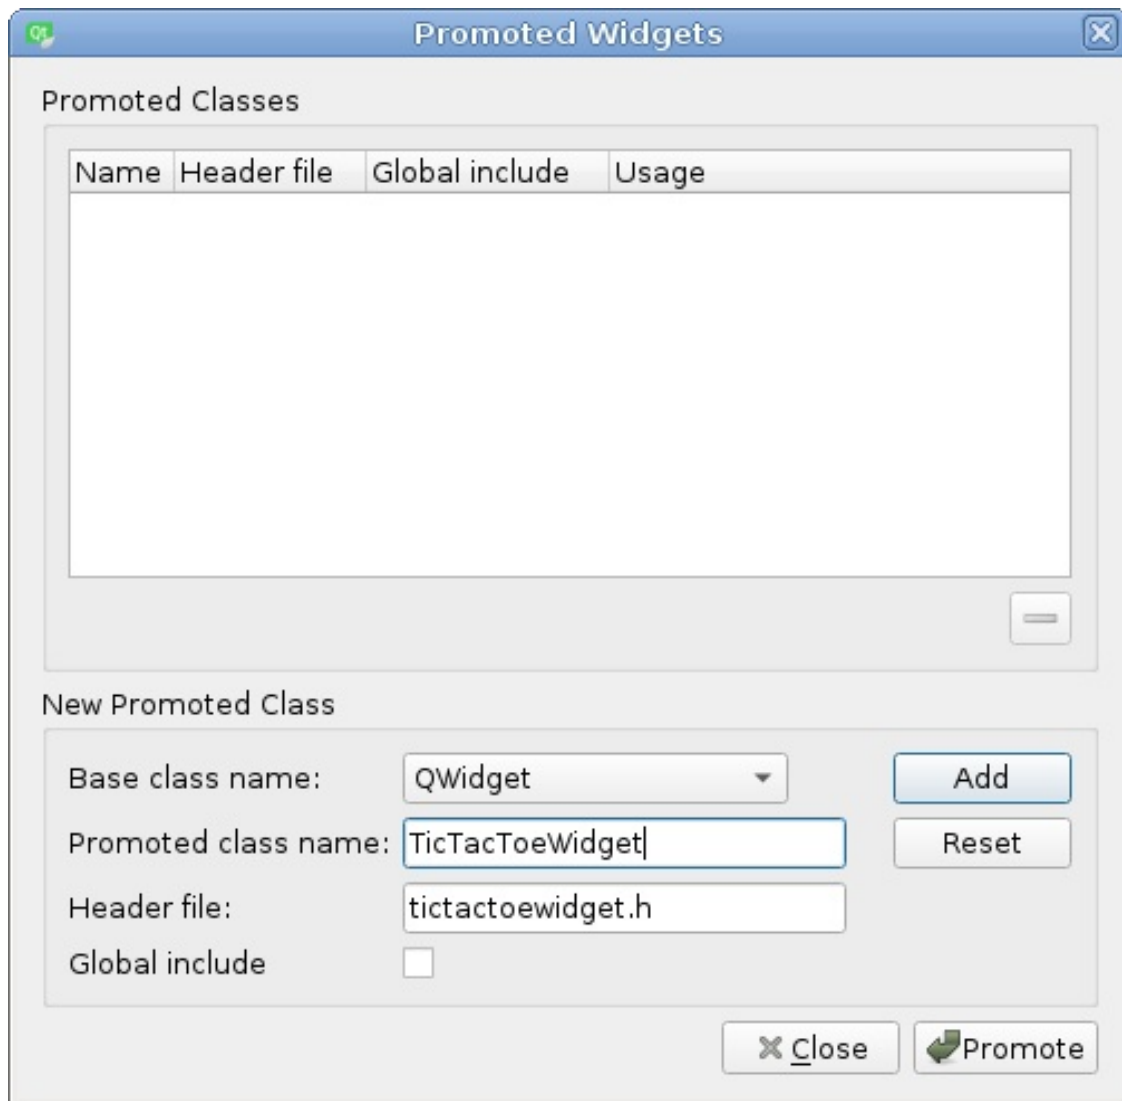 Qt
Promoted Widgets
Promoted Classes
Name Header file Global include Usage
New Promoted Class
Base class name: QWidget Add
Promoted class name: TicTacToeWidget Reset
Header file: tictactoewidget.h
Global include
Close Promote